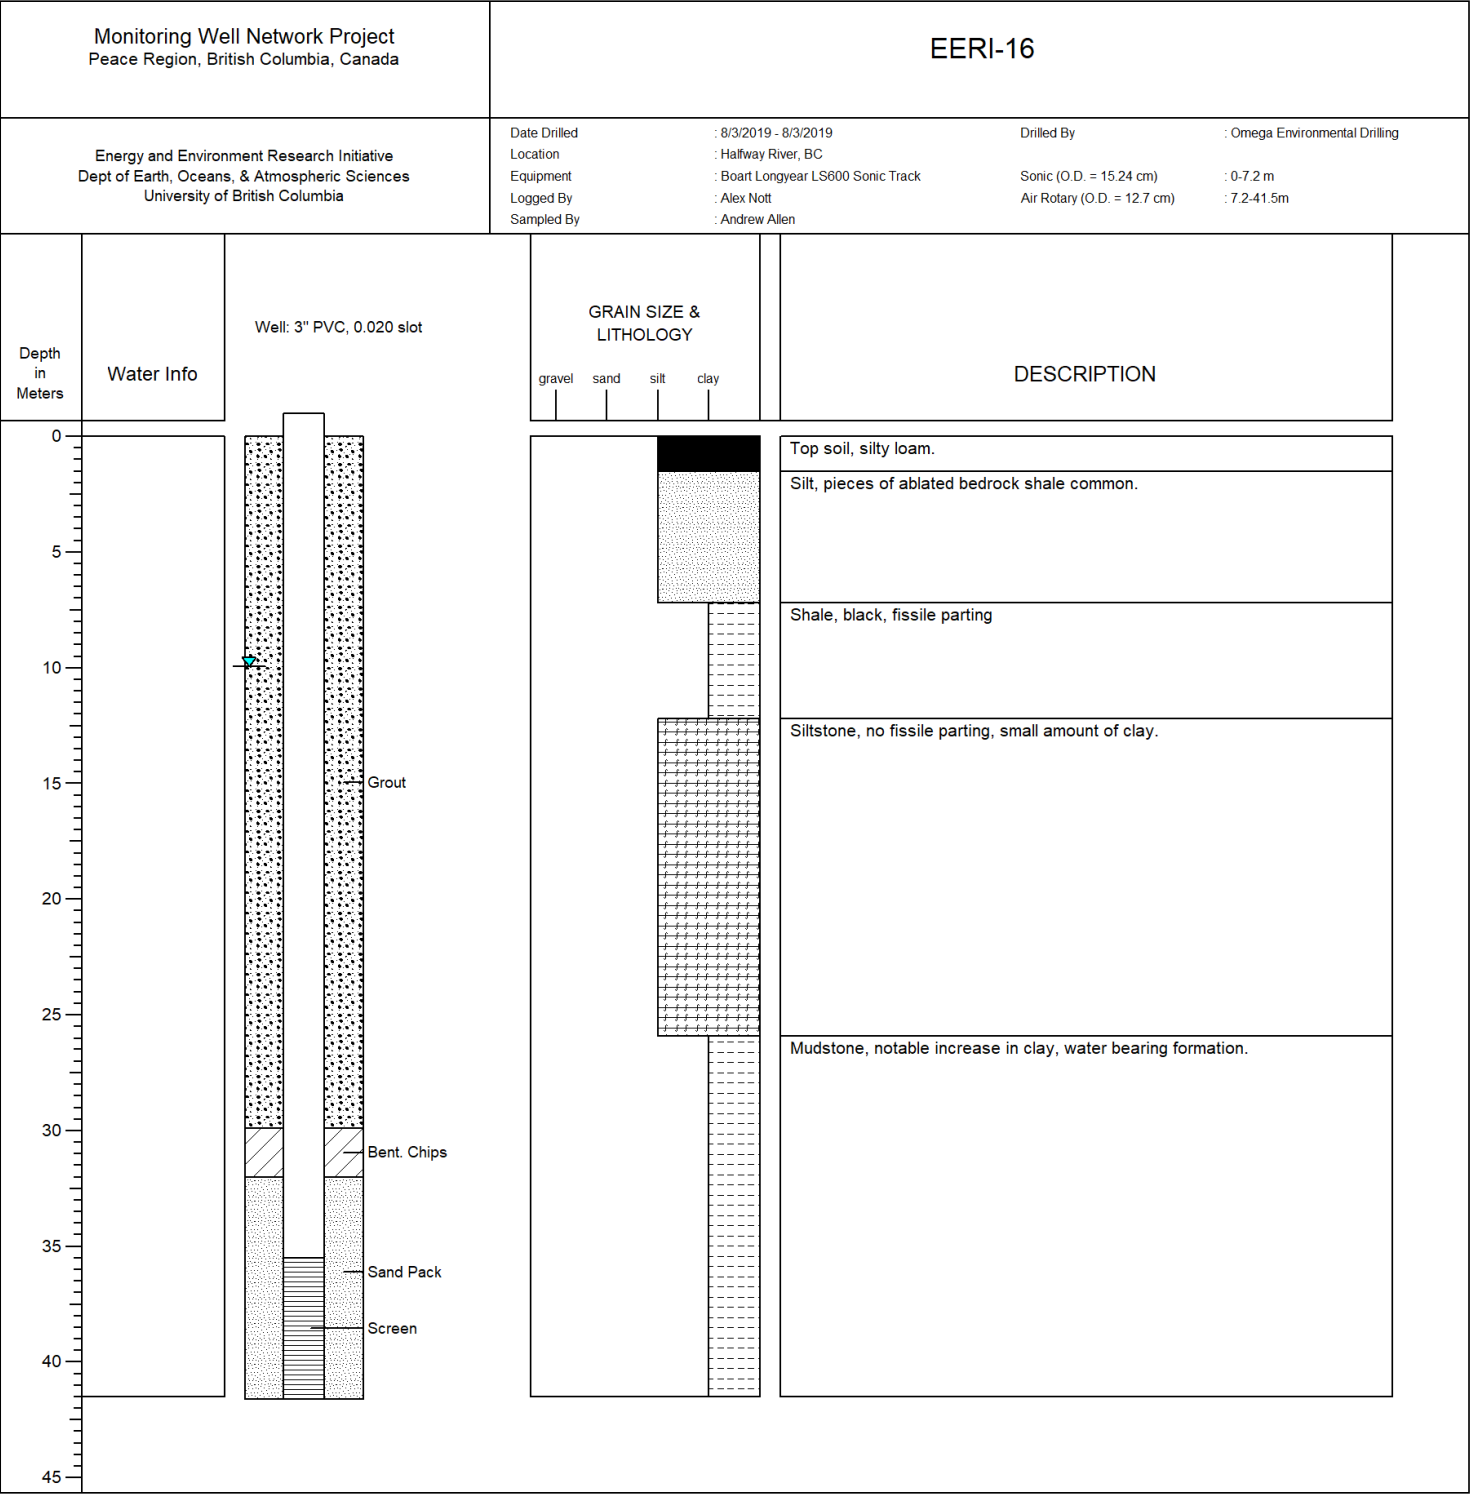 Monitoring Well Network Project
Peace Region, British Columbia, Canada
EERI-16
Energy and Environment Research Initiative
Dept of Earth, Oceans, & Atmospheric Sciences
University of British Columbia
Date Drilled : 8/3/2019 - 8/3/2019 Drilled By : Omega Environmental Drilling
Location : Halfway River, BC
Equipment : Boart Longyear LS600 Sonic Track Sonic (O.D. = 15.24 cm) : 0-7.2 m
Logged By : Alex Nott Air Rotary (O.D. = 12.7 cm) : 7.2-41.5m
Sampled By : Andrew Allen
Depth
in
Meters
Water Info
Well: 3" PVC, 0.020 slot
GRAIN SIZE &
LITHOLOGY
gravel sand silt clay
DESCRIPTION
0
Top soil, silty loam.
Silt, pieces of ablated bedrock shale common.
5
Shale, black, fissile parting
10
Siltstone, no fissile parting, small amount of clay.
15
Grout
20
25
Mudstone, notable increase in clay, water bearing formation.
30
Bent. Chips
35
Sand Pack
Screen
40
45